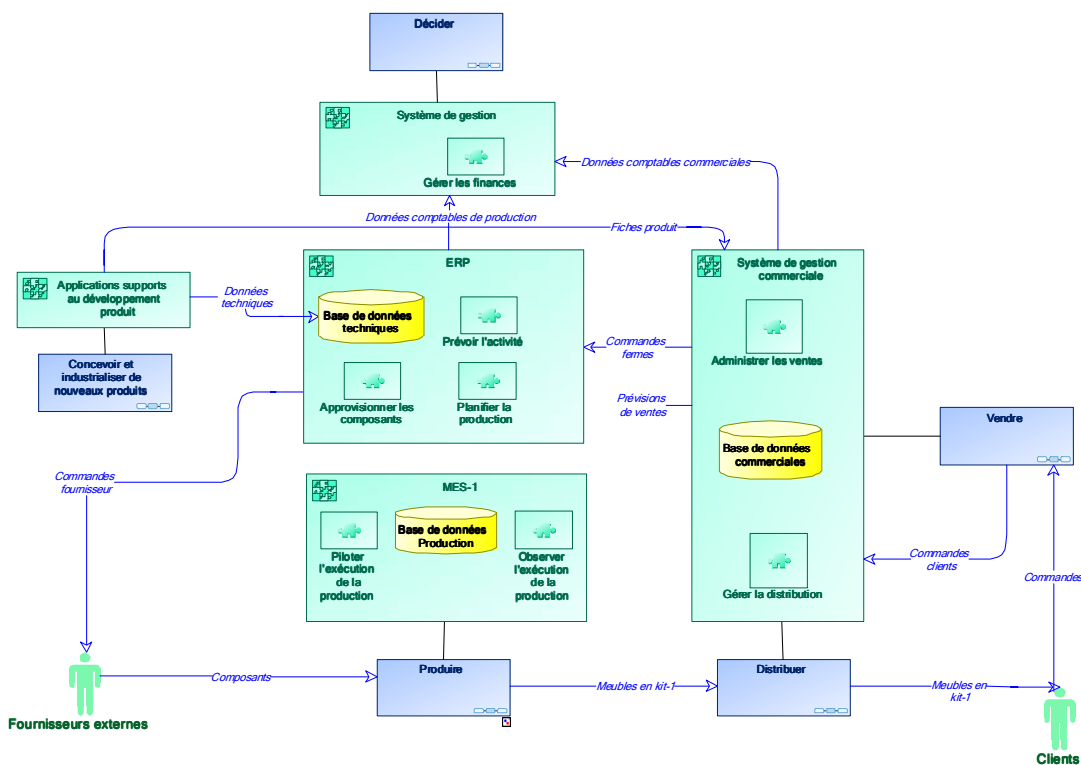 Décider
Système de gestion
Gérer les finances
Données comptables commerciales
Données comptables de production
Fiches produit
ERP
Système de gestion
commerciale
Applications supports
au développement
produit
Données
techniques
Base de données
techniques
Prévoir l'activité
Administrer les ventes
Commandes
fermes
Concevoir et
industrialiser de
nouveaux produits
Approvisionner les
composants
Planifier la
production
Prévisions
de ventes
Vendre
Base de données
commerciales
Commandes
fournisseur
MES-1
Base de données
Production
Piloter
l'exécution
de la
production
Observer
l'exécution
de la
production
Commandes
clients
Commandes
Gérer la distribution
Produire
Distribuer
Composants
Meubles en kit-1
Meubles en
kit-1
Fournisseurs externes
Clients